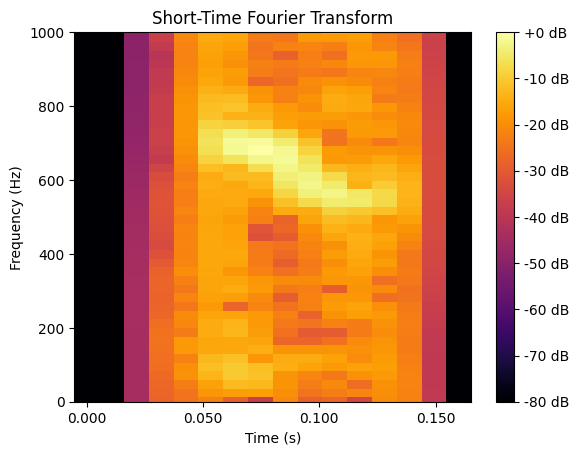 Short-Time Fourier Transform
1000
800
600
400
200
0
Frequency (Hz)
0.000
0.050
0.100
0.150
Time (s)
+0 dB
-10 dB
-20 dB
-30 dB
-40 dB
-50 dB
-60 dB
-70 dB
-80 dB